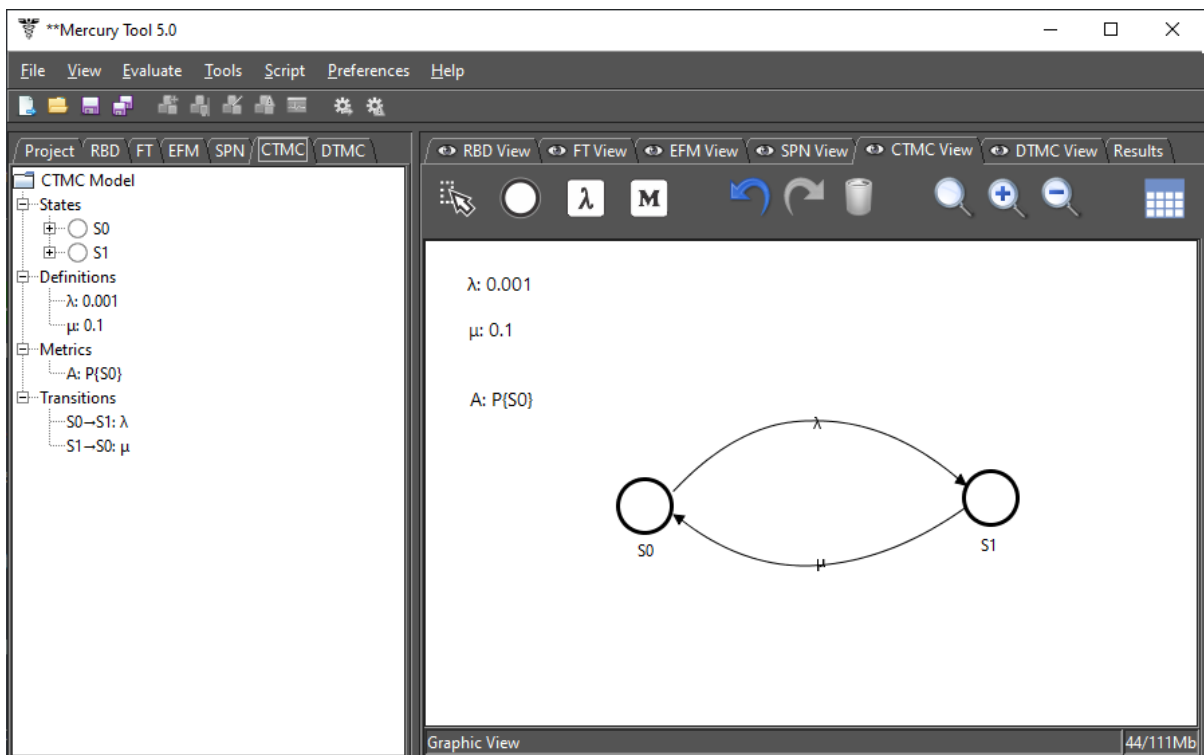 **Mercury Tool 5.0
File View Evaluate Tools Script Preferences Help
Project RBD FT EFM SPN CTMC DTMC
CTMC Model
States
S0
S1
Definitions
λ: 0.001
μ: 0.1
Metrics
A: P{S0}
Transitions
S0→S1: λ
S1→S0: μ
RBD View FT View EFM View SPN View CTMC View DTMC View Results
λ M
λ: 0.001
μ: 0.1
A: P{S0}
λ
S0
S1
μ
Graphic View 44/111Mb